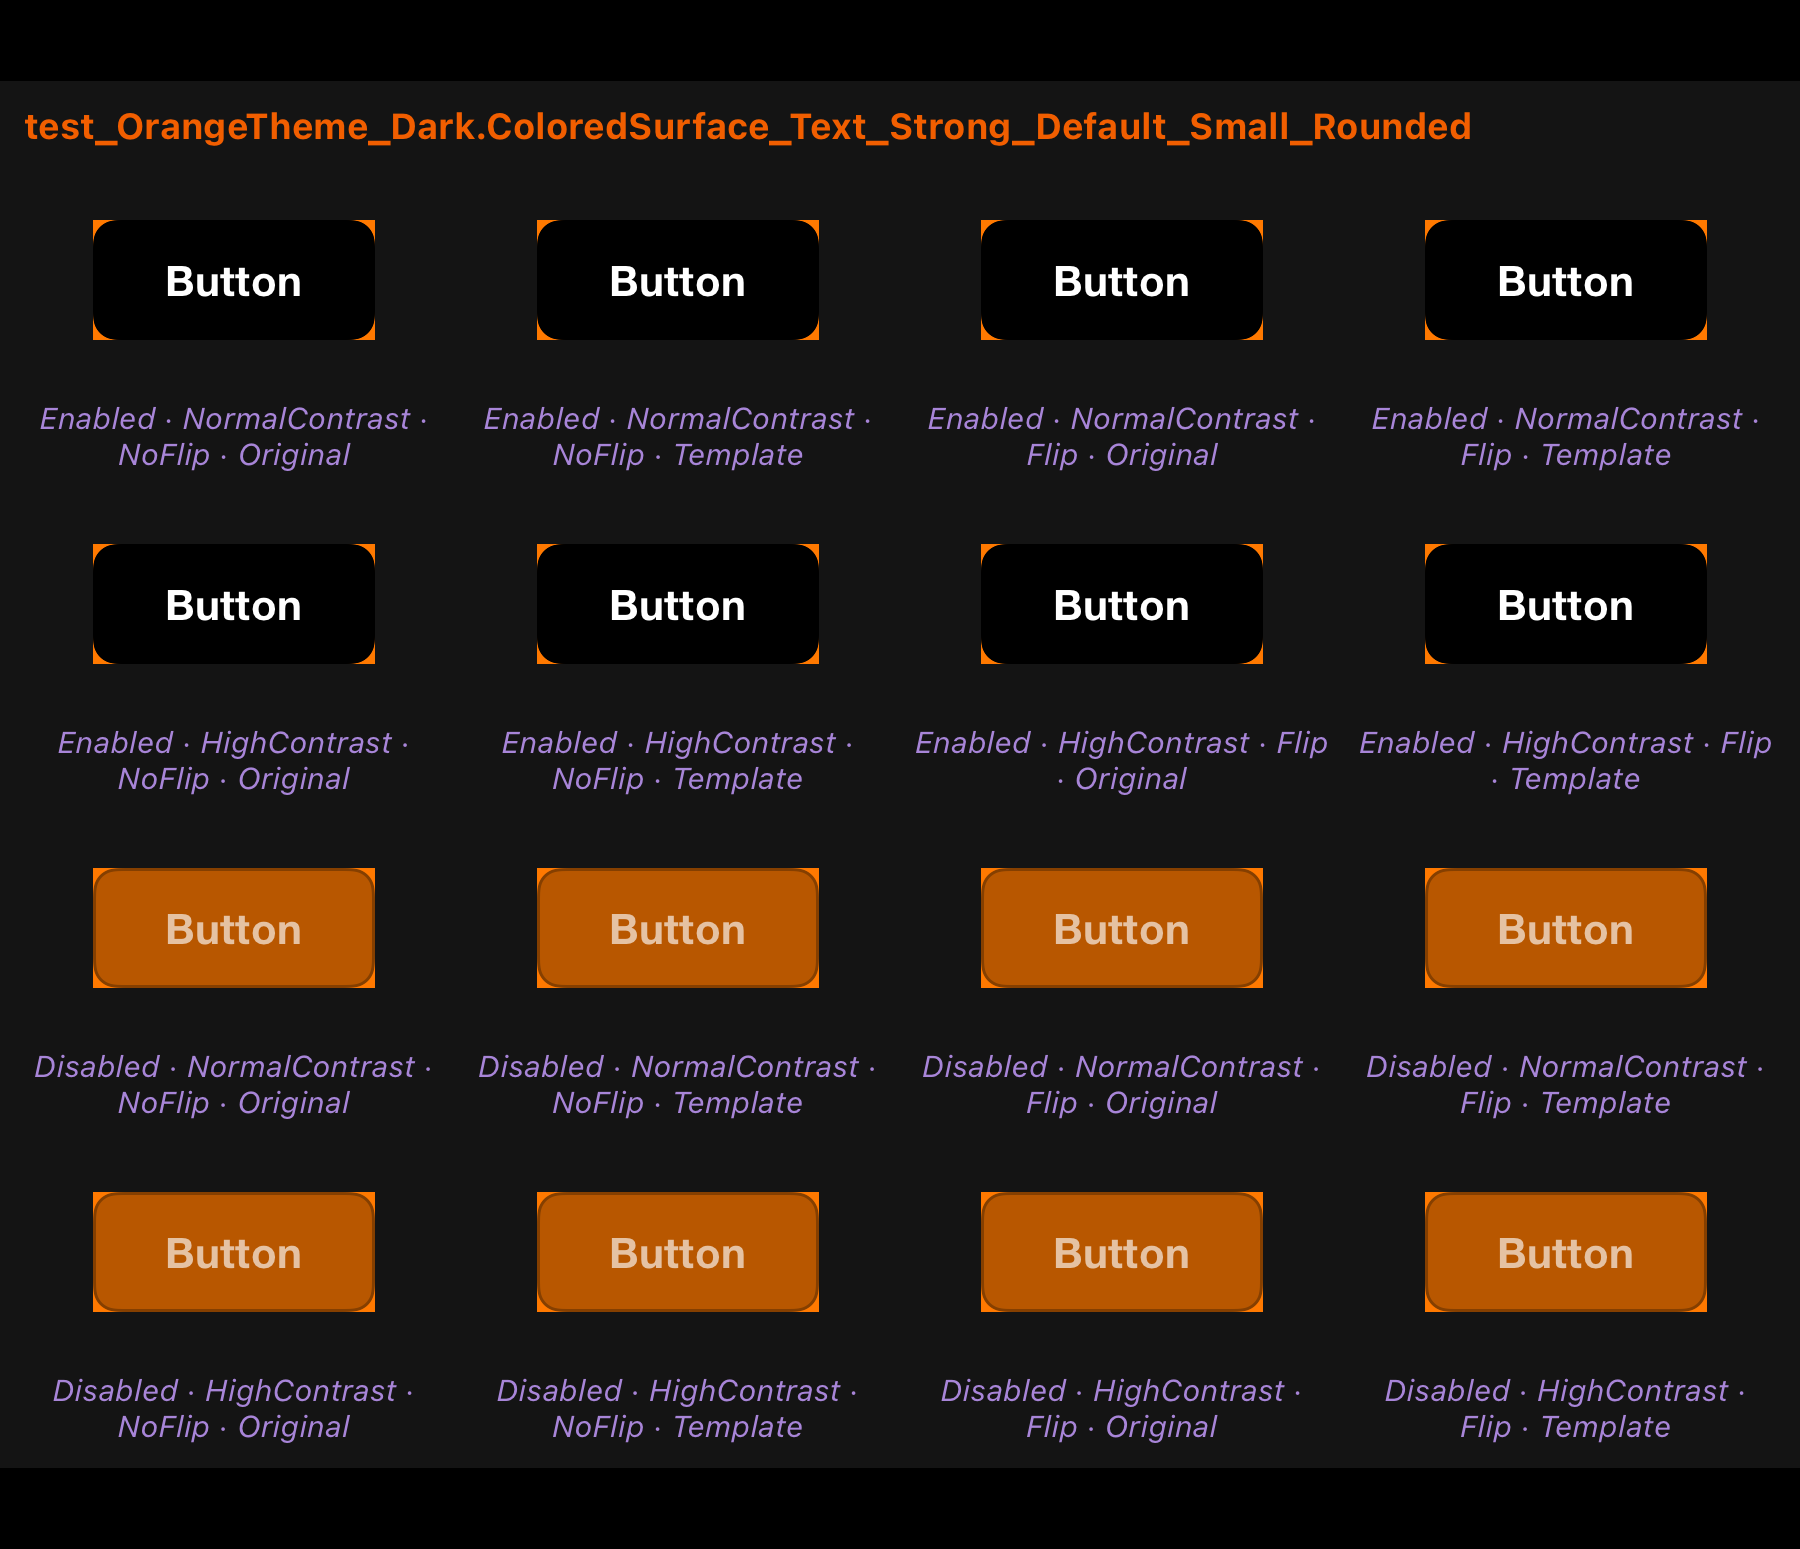 test_OrangeTheme_Dark.ColoredSurface_Text_Strong_Default_Small_Rounded
Button Button Button Button
Enabled · NormalContrast · Enabled · NormalContrast · Enabled · NormalContrast · Enabled · NormalContrast ·
NoFlip · Original NoFlip · Template Flip · Original Flip · Template
Button Button Button Button
Enabled · HighContrast · Enabled · HighContrast · Enabled · HighContrast · Flip Enabled · HighContrast · Flip
NoFlip · Original NoFlip · Template · Original · Template
Button Button Button Button
Disabled · NormalContrast · Disabled · NormalContrast · Disabled · NormalContrast · Disabled · NormalContrast ·
NoFlip · Original NoFlip · Template Flip · Original Flip · Template
Button Button Button Button
Disabled · HighContrast · Disabled · HighContrast · Disabled · HighContrast · Disabled · HighContrast ·
NoFlip · Original NoFlip · Template Flip · Original Flip · Template